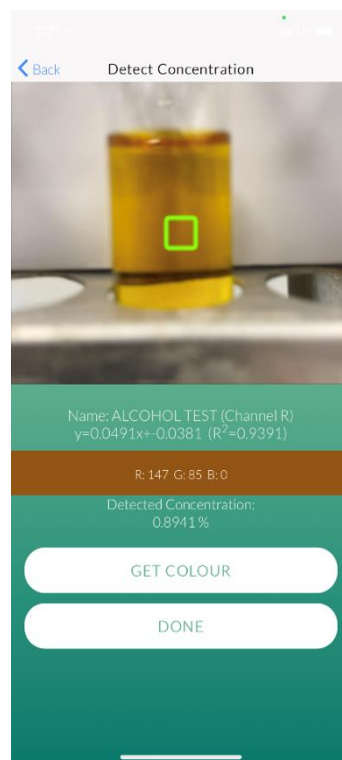 Back
Detect Concentration
Name: ALCOHOL TEST (Channel R)
y=0.0491x+-0.0381 (R²=0.9391)
R: 147 G: 85 B: 0
Detected Concentration:
0.8941 %
GET COLOUR
DONE